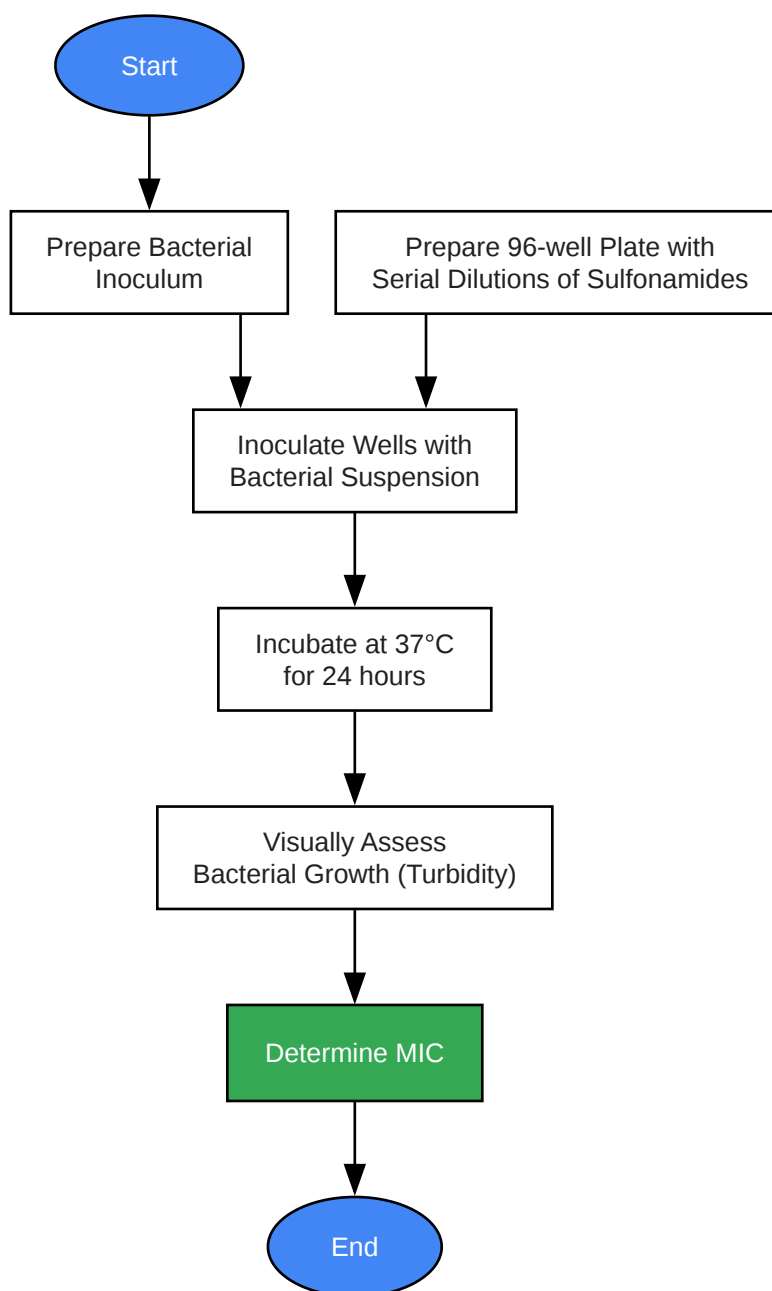 Start
Prepare Bacterial
Inoculum
Prepare 96-well Plate with
Serial Dilutions of Sulfonamides
Inoculate Wells with
Bacterial Suspension
Incubate at 37°C
for 24 hours
Visually Assess
Bacterial Growth (Turbidity)
Determine MIC
End